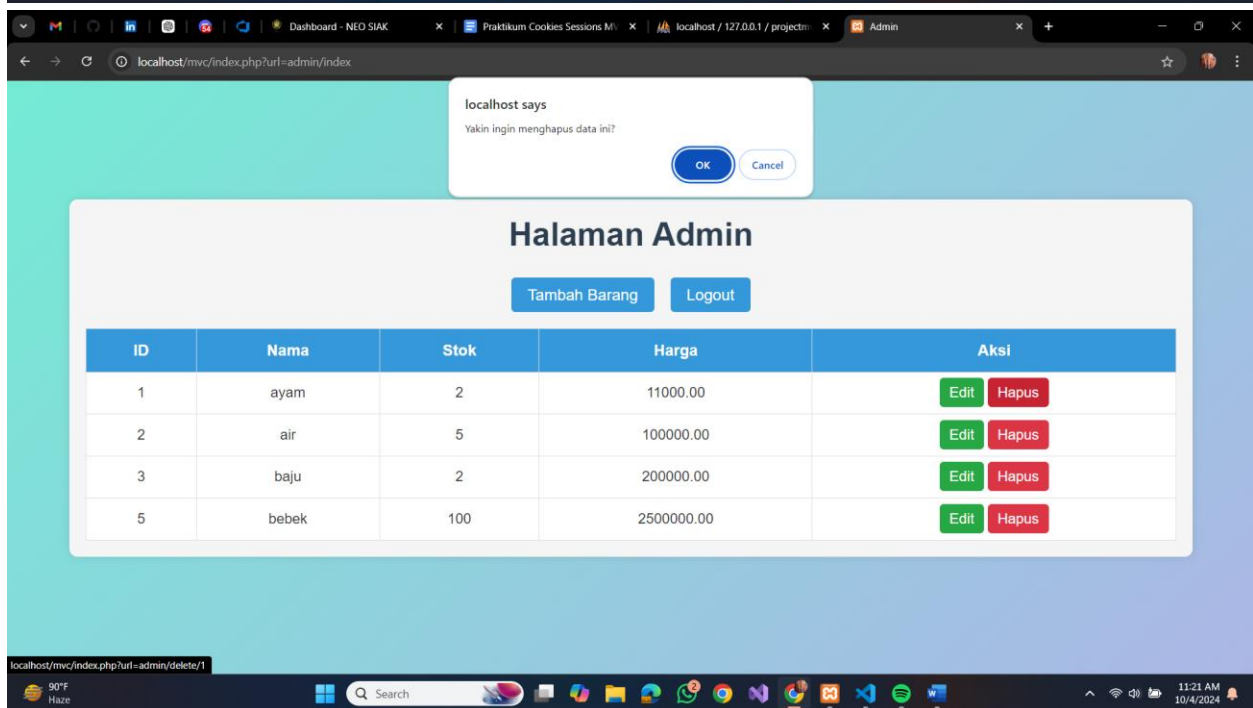 Dashboard - NEO SIAK
Praktikum Cookies Sessions MV
localhost / 127.0.0.1 / projectm
Admin
localhost/mvc/index.php?url=admin/index
localhost says
Yakin ingin menghapus data ini?
OK Cancel
Halaman Admin
Tambah Barang Logout
ID Nama Stok Harga Aksi
1 ayam 2 11000.00 Edit Hapus
2 air 5 100000.00 Edit Hapus
3 baju 2 200000.00 Edit Hapus
5 bebek 100 2500000.00 Edit Hapus
localhost/mvc/index.php?url=admin/delete/1
90°F
Haze
Search
2
11:21 AM
10/4/2024